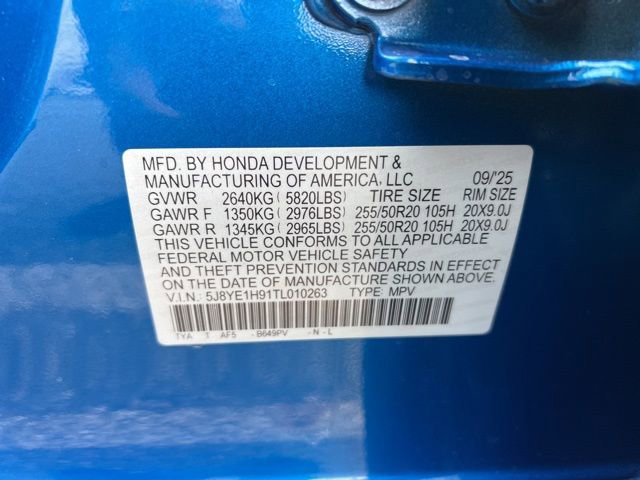 MFD. BY HONDA DEVELOPMENT &
MANUFACTURING OF AMERICA, LLC 09/'25
GVWR 2640KG ( 5820LBS) TIRE SIZE RIM SIZE
GAWR F 1350KG ( 2976LBS) 255/50R20 105H 20X9.0J
GAWR R 1345KG ( 2965LBS) 255/50R20 105H 20X9.0J
THIS VEHICLE CONFORMS TO ALL APPLICABLE
FEDERAL MOTOR VEHICLE SAFETY
AND THEFT PREVENTION STANDARDS IN EFFECT
ON THE DATE OF MANUFACTURE SHOWN ABOVE.
V.I.N.: 5J8YE1H91TL010263 TYPE: MPV
TYA T AF5 - B649PV - N - L